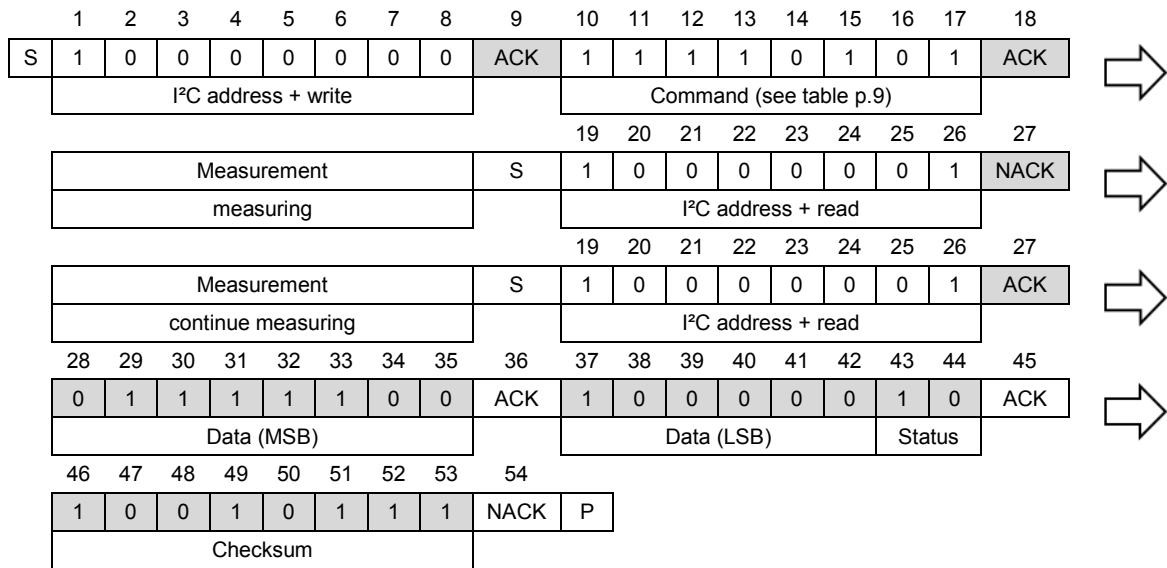 1 2 3 4 5 6 7 8 9 10 11 12 13 14 15 16 17 18
S 1 0 0 0 0 0 0 0 ACK 1 1 1 1 0 1 0 1 ACK
I²C address + write Command (see table p.9)
19 20 21 22 23 24 25 26 27
Measurement S 1 0 0 0 0 0 0 1 NACK
measuring I²C address + read
19 20 21 22 23 24 25 26 27
Measurement S 1 0 0 0 0 0 0 1 ACK
continue measuring I²C address + read
28 29 30 31 32 33 34 35 36 37 38 39 40 41 42 43 44 45
0 1 1 1 1 1 0 0 ACK 1 0 0 0 0 0 1 0 ACK
Data (MSB) Data (LSB) Status
46 47 48 49 50 51 52 53 54
1 0 0 1 0 1 1 1 NACK P
Checksum